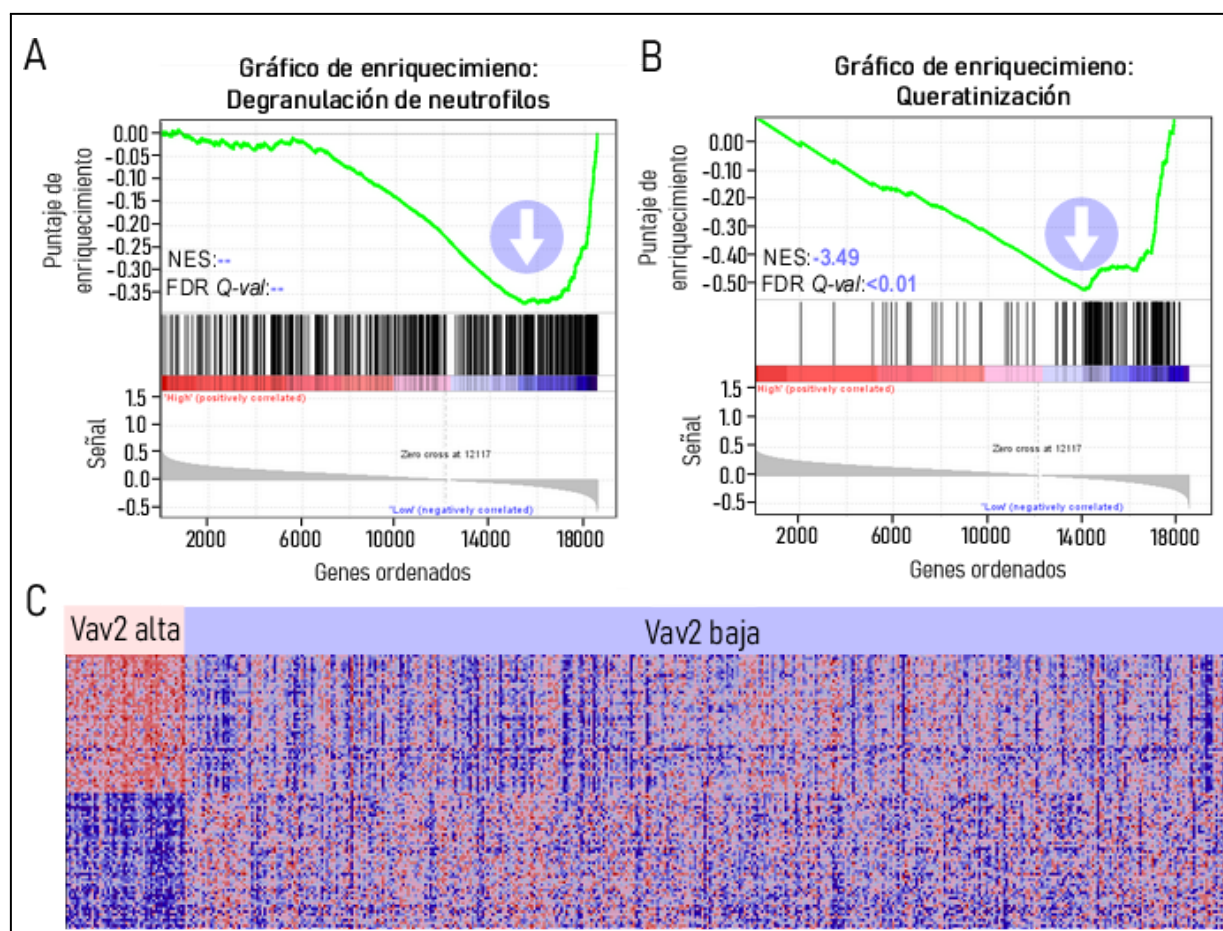 A
Gráfico de enriquecimieno:
Degranulación de neutrofilos
Puntaje de
enriquecimiento
0.00
-0.05
-0.10
-0.15
-0.20
-0.25
-0.30
-0.35
NES:--
FDR Q-val:--
'High' (positively correlated)
Señal
1.5
1.0
0.5
0.0
-0.5
Zero cross at 12117
'Low' (negatively correlated)
2000 6000 10000 14000 18000
Genes ordenados
B
Gráfico de enriquecimieno:
Queratinización
Puntaje de
enriquecimiento
0.00
-0.10
-0.20
-0.30
-0.40
-0.50
NES:-3.49
FDR Q-val:<0.01
High' (positively correlated)
Señal
1.5
1.0
0.5
0.0
-0.5
Zero cross at 12117
'Low' (negatively correlated)
2000 6000 10000 14000 18000
Genes ordenados
C
Vav2 alta Vav2 baja